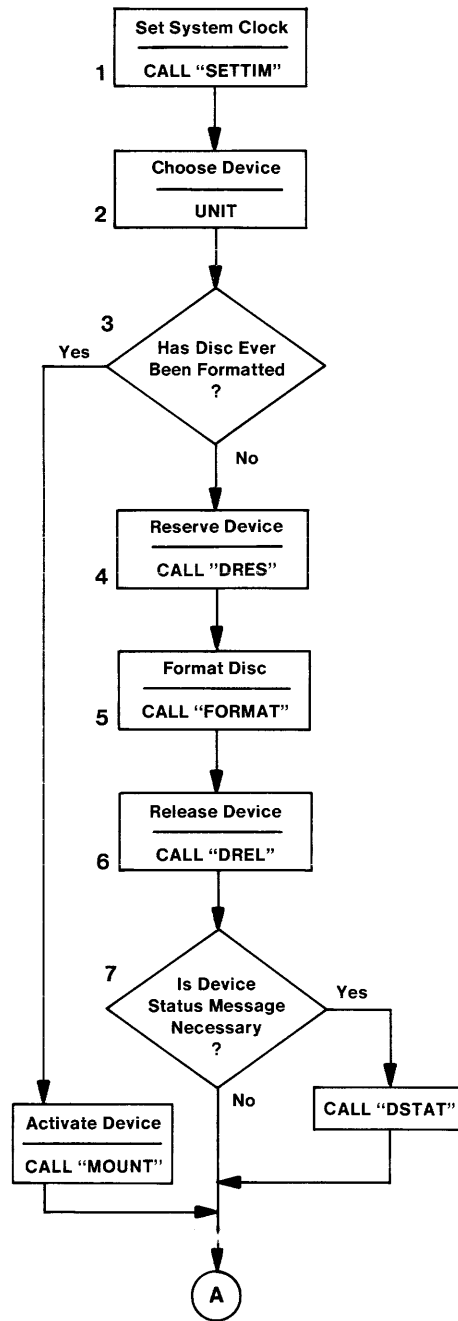 Set System Clock
1
CALL “SETTIM”
Choose Device
2
UNIT
3
Yes
Has Disc Ever
Been Formatted
?
No
Reserve Device
4
CALL “DRES”
Format Disc
5
CALL “FORMAT”
Release Device
6
CALL “DREL”
7
Is Device
Status Message
Necessary
?
Yes
No
Activate Device
CALL “MOUNT”
CALL “DSTAT”
A